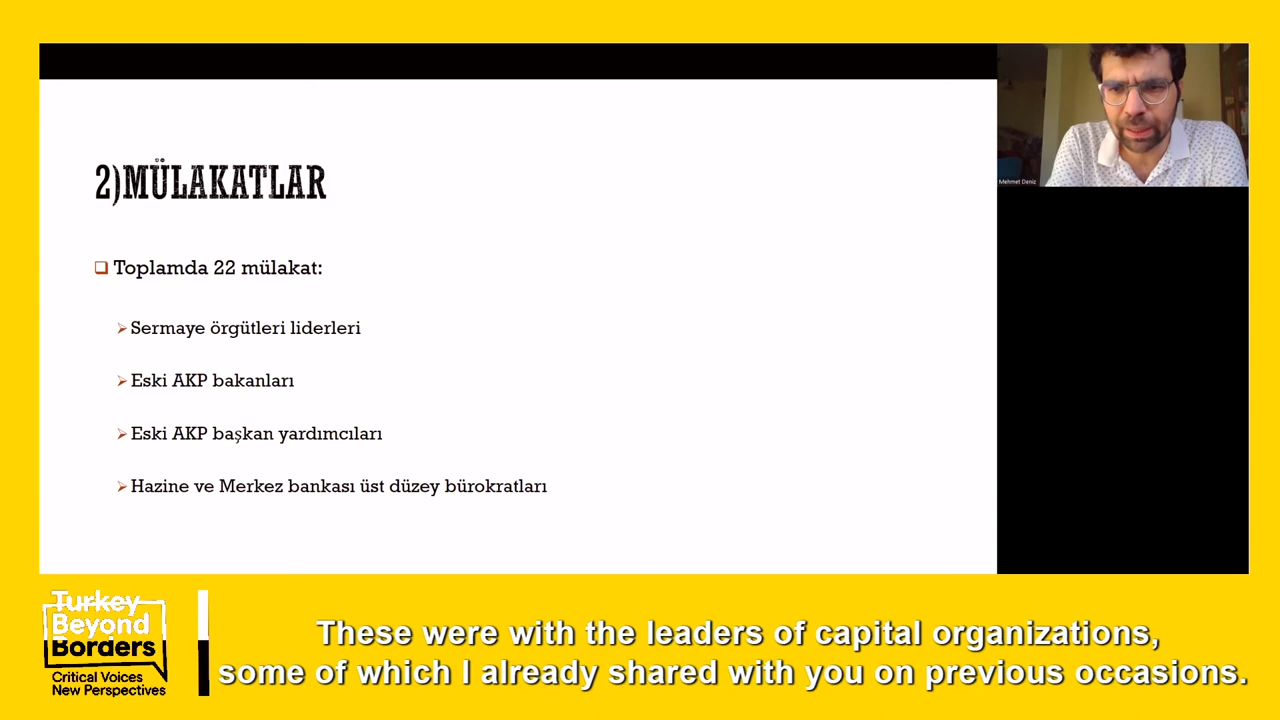 2)MÜLAKATLAR
Toplamda 22 mülakat:
Sermaye örgütleri liderleri
Eski AKP bakanları
Eski AKP başkan yardımcıları
Hazine ve Merkez bankası üst düzey bürokratları
Mehmet Deniz
Turkey
Beyond
Borders
Critical Voices
New Perspectives
These were with the leaders of capital organizations,
some of which I already shared with you on previous occasions.